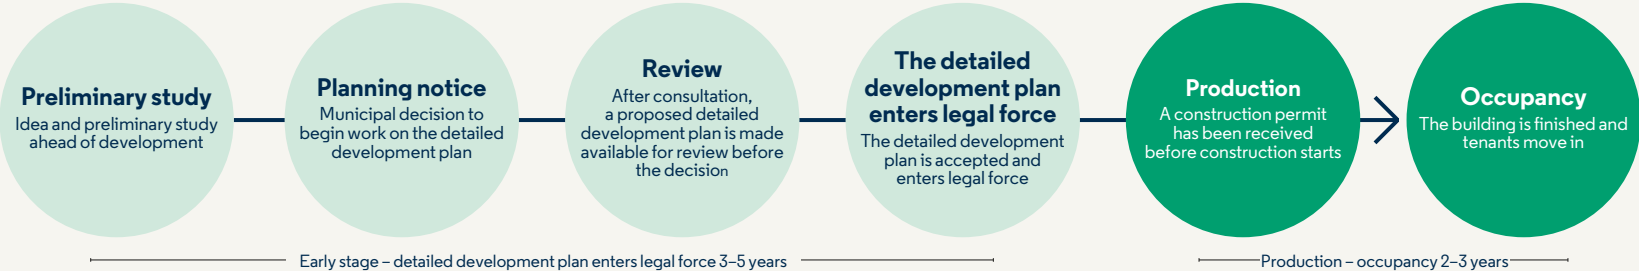 Preliminary study
Idea and preliminary study
ahead of development
Planning notice
Municipal decision to
begin work on the detailed
development plan
Review
After consultation,
a proposed detailed
development plan is made
available for review before
the decision
The detailed
development plan
enters legal force
The detailed development
plan is accepted and
enters legal force
Production
A construction permit
has been received
before construction starts
Occupancy
The building is finished and
tenants move in
Early stage – detailed development plan enters legal force 3–5 years
Production – occupancy 2–3 years